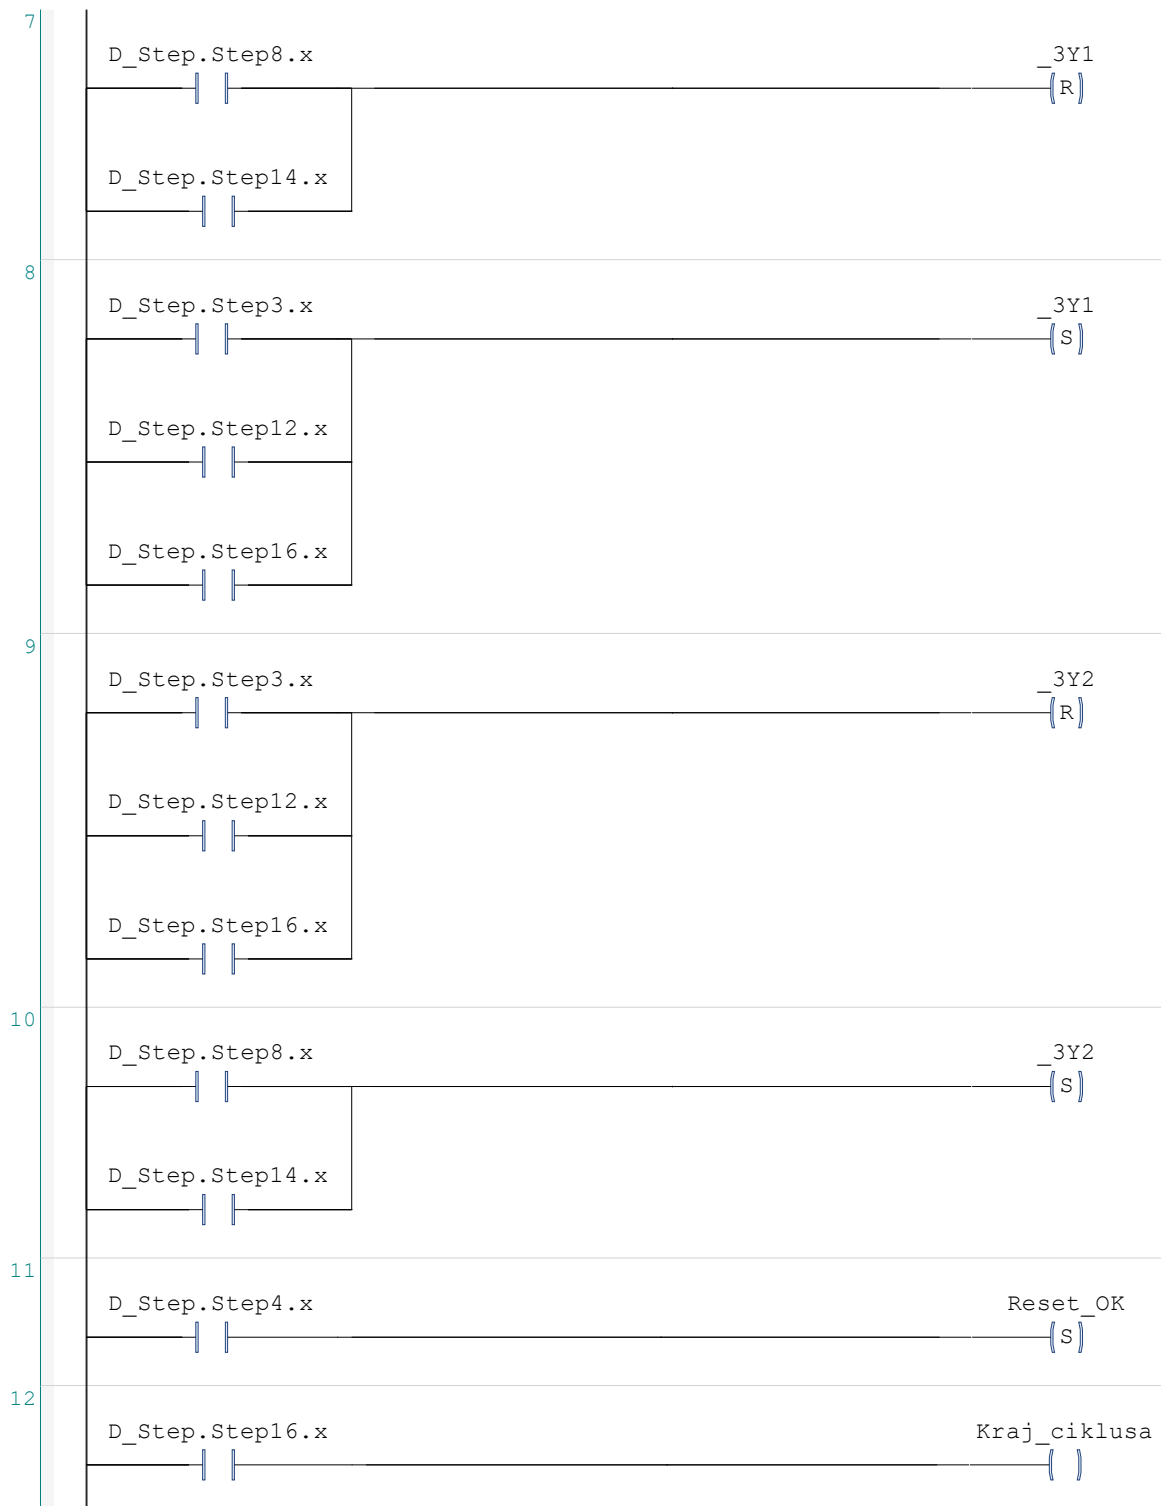 7
D_Step.Step8.x _3Y1
R
D_Step.Step14.x
8
D_Step.Step3.x _3Y1
S
D_Step.Step12.x
D_Step.Step16.x
9
D_Step.Step3.x _3Y2
R
D_Step.Step12.x
D_Step.Step16.x
10
D_Step.Step8.x _3Y2
S
D_Step.Step14.x
11
D_Step.Step4.x Reset_OK
S
12
D_Step.Step16.x Kraj_ciklusa